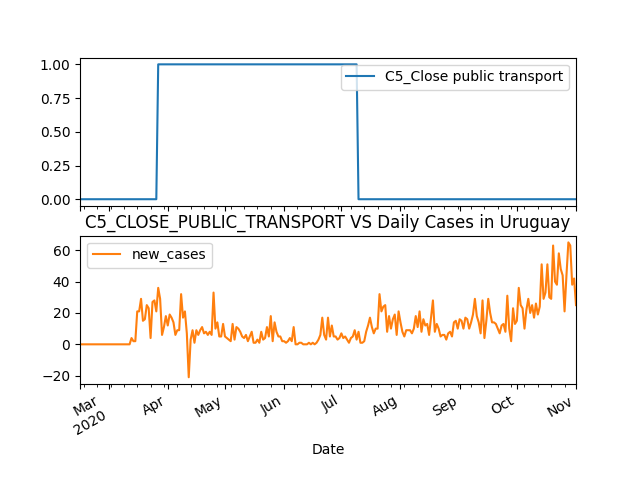 1.00
0.75
0.50
0.25
0.00
C5_Close public transport
C5_CLOSE_PUBLIC_TRANSPORT VS Daily Cases in Uruguay
60
40
20
0
−20
new_cases
Mar
2020
Apr
May
Jun
Jul
Aug
Sep
Oct
Nov
Date